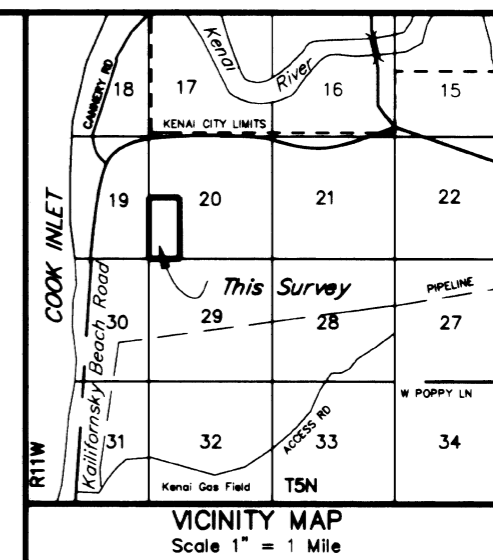 Kenai
River
CANNERY RD
18
17
16
15
KENAI CITY LIMITS
COOK INLET
19
20
21
22
This Survey
Kailifornsky Beach Road
PIPELINE
30
29
28
27
W POPPY LN
ACCESS RD
R11W
31
32
33
34
Kenai Gas Field
T5N
VICINITY MAP
Scale 1" = 1 Mile